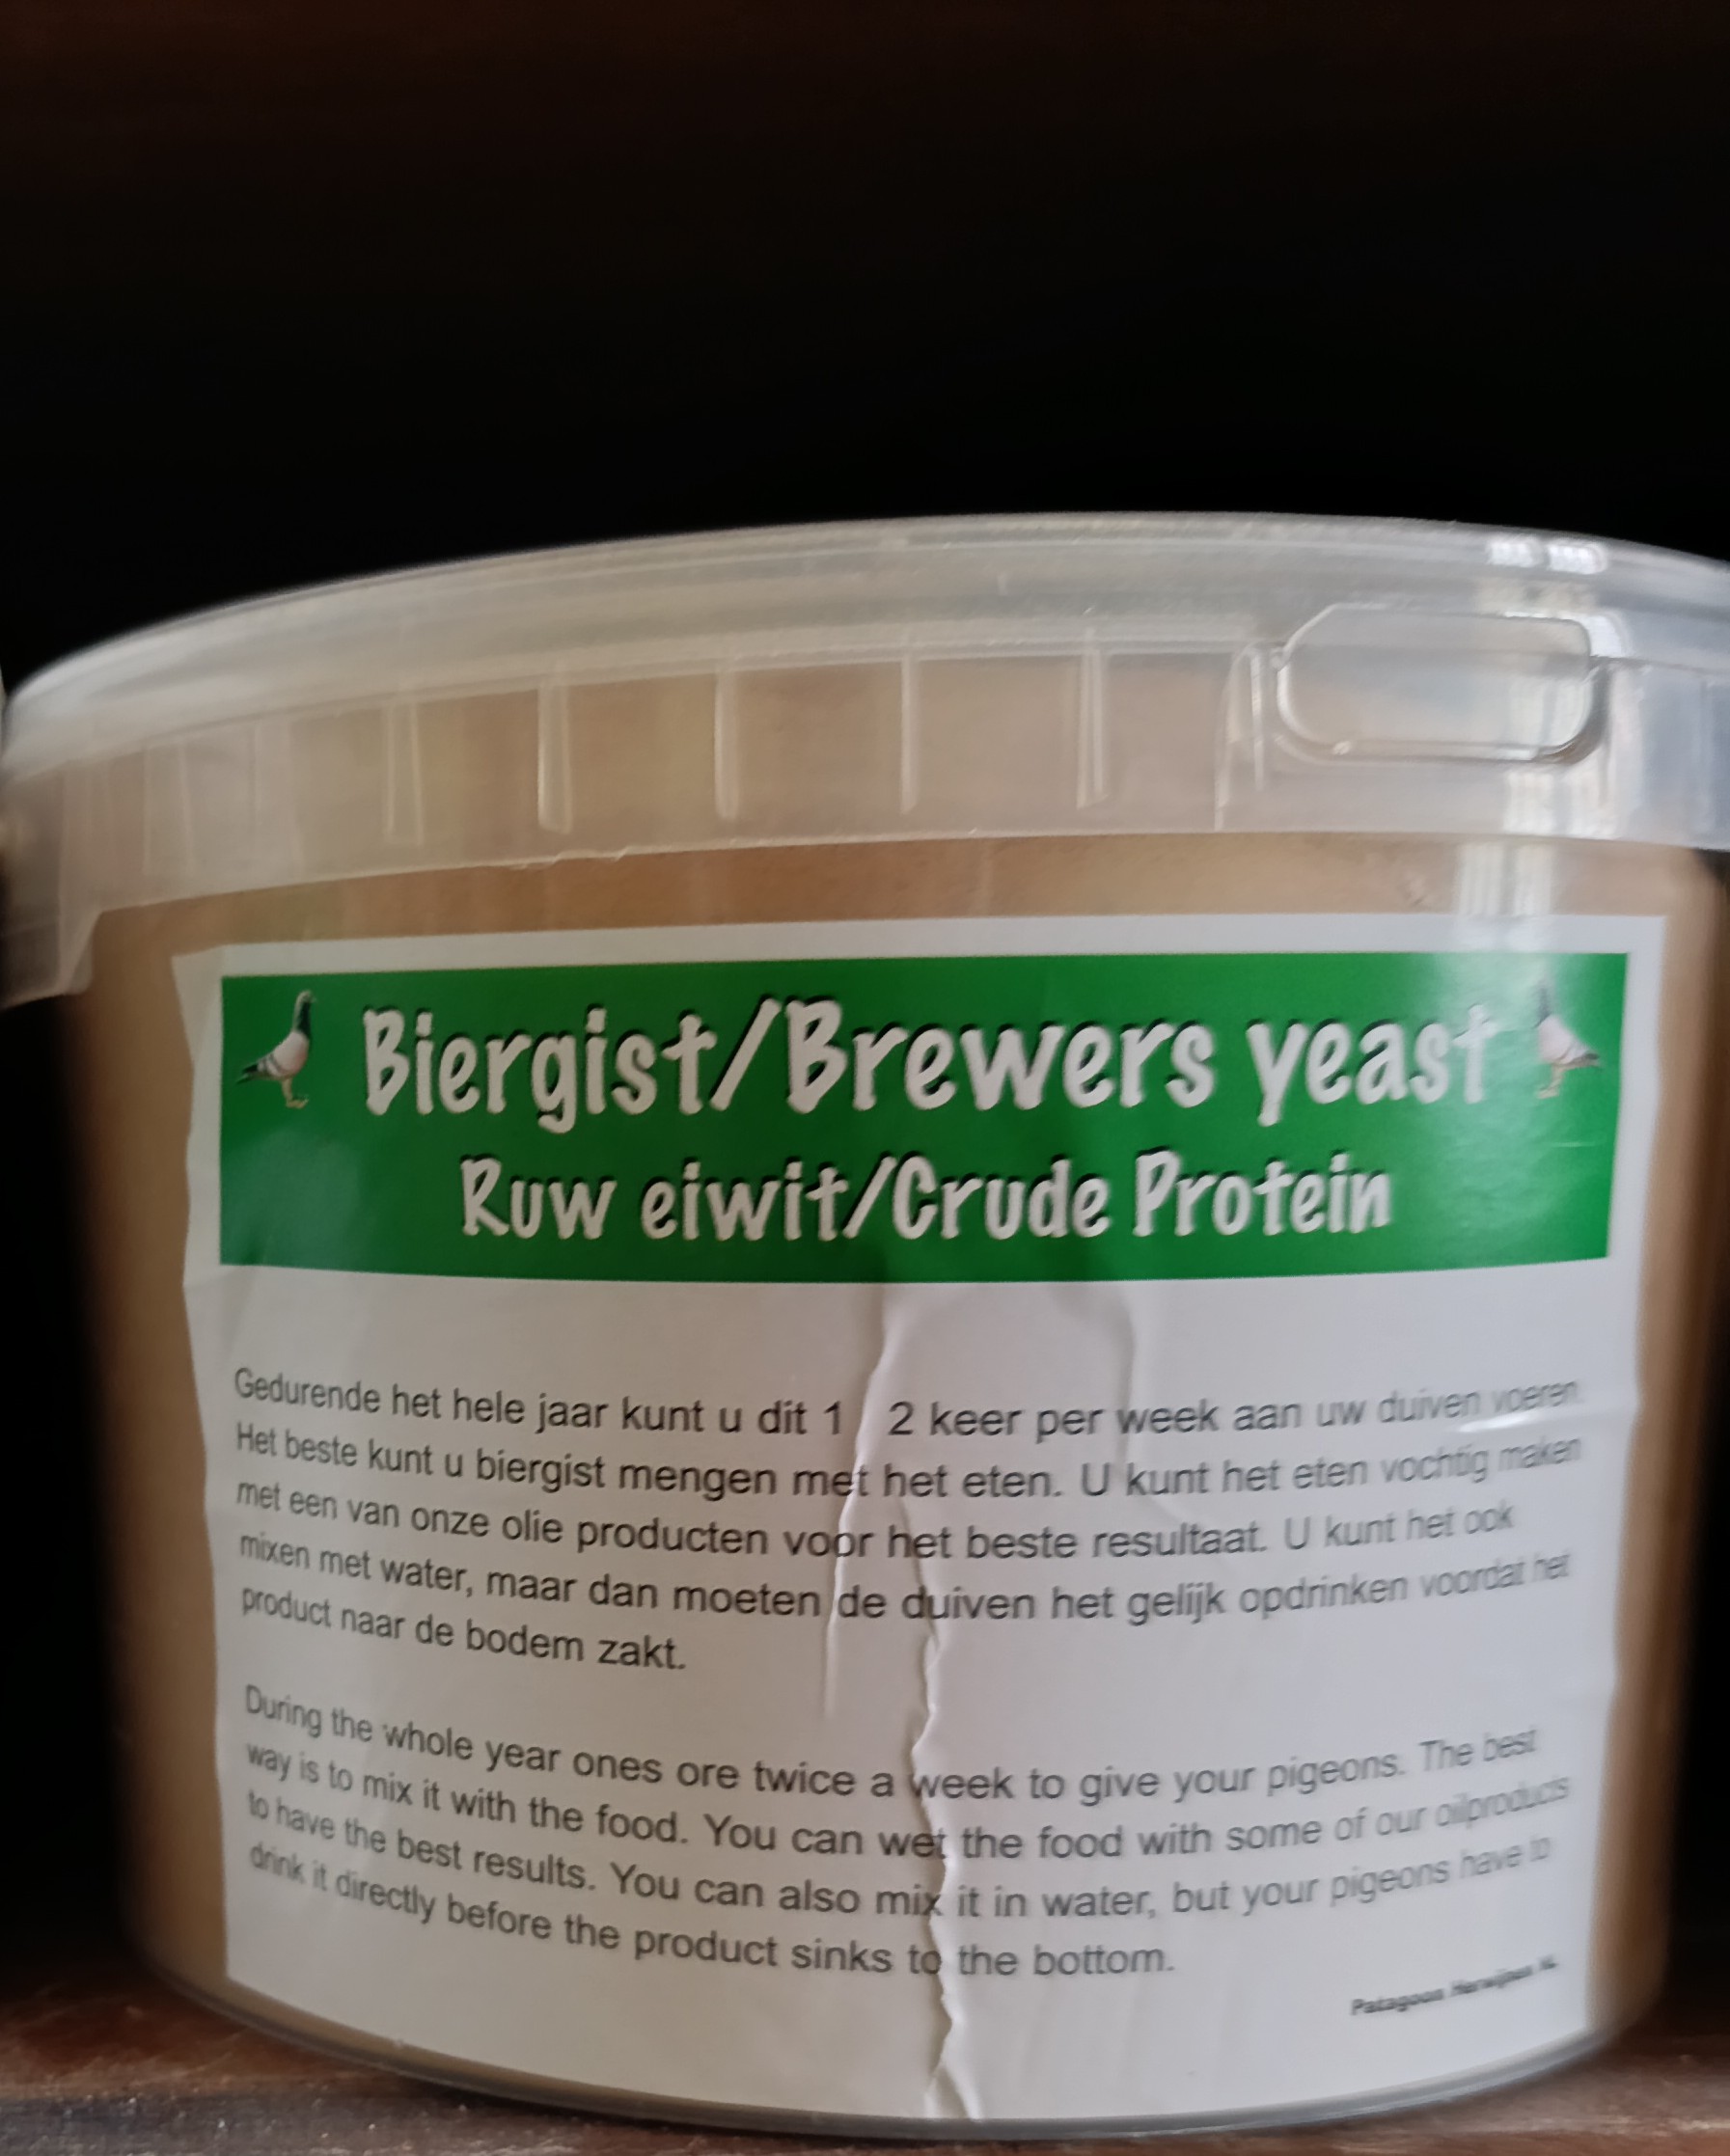 Biergist/Brewers yeast
Ruw eiwit/Crude Protein
Gedurende het hele jaar kunt u dit 1 2 keer per week aan uw duiven voeren
Het beste kunt u biergist mengen met het eten. U kunt het eten vochtig maken
met een van onze olie producten voor het beste resultaat. U kunt het ook
mixen met water, maar dan moeten de duiven het gelijk opdrinken voordat het
product naar de bodem zakt.
During the whole year ones ore twice a week to give your pigeons. The best
way is to mix it with the food. You can wet the food with some of our oilproducts
to have the best results. You can also mix it in water, but your pigeons have to
drink it directly before the product sinks to the bottom.
Patagoon Herwijnen NL